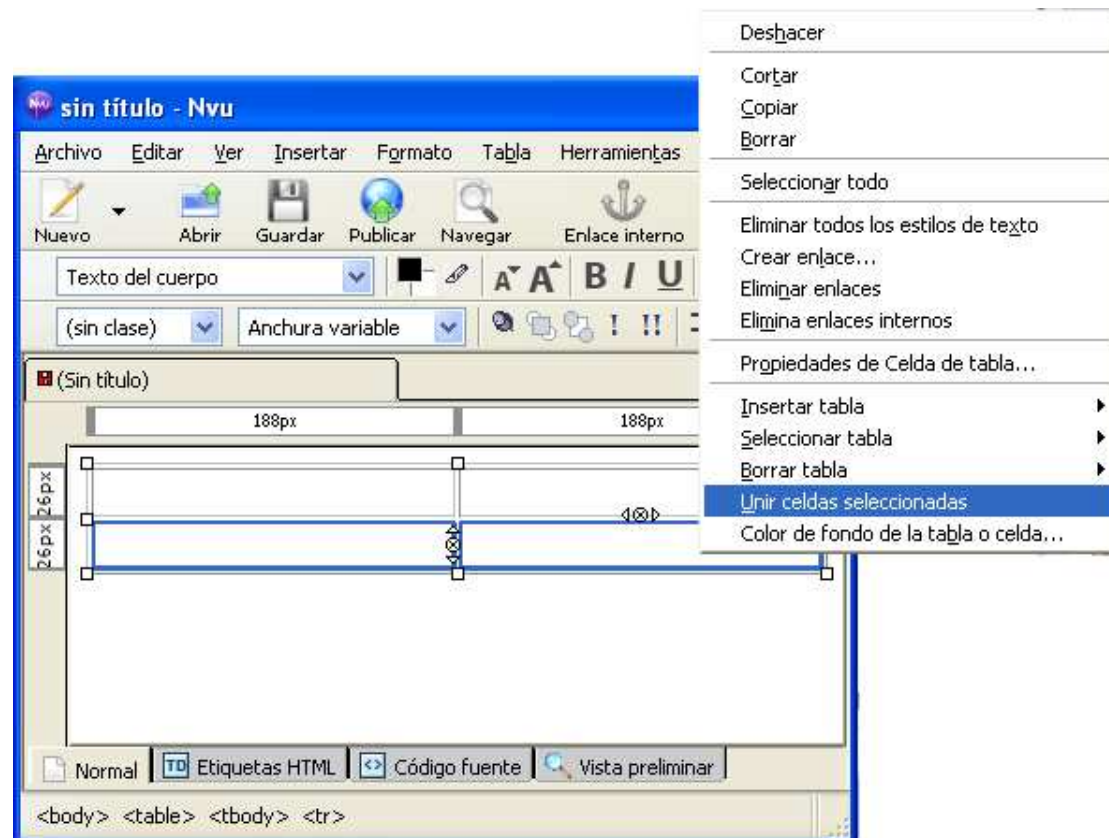 Deshacer
Cortar
Copiar
Borrar
Seleccionar todo
Eliminar todos los estilos de texto
Crear enlace...
Eliminar enlaces
Elimina enlaces internos
Propiedades de Celda de tabla...
Insertar tabla
Seleccionar tabla
Borrar tabla
Unir celdas seleccionadas
Color de fondo de la tabla o celda...
sin título - Nvu
Archivo Editar Ver Insertar Formato Tabla Herramientas
Nuevo Abrir Guardar Publicar Navegar Enlace interno
Texto del cuerpo A A B I U
(sin clase) Anchura variable ! !!
(Sin título)
188px 188px
26px
26px
Normal TD Etiquetas HTML <> Código fuente Vista preliminar
<body> <table> <tbody> <tr>